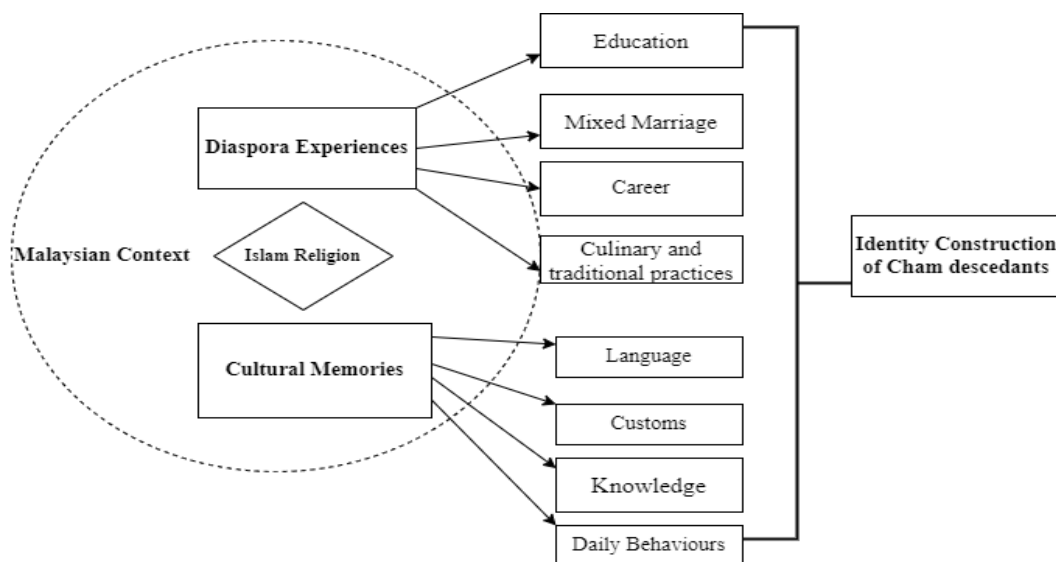 Education
Mixed Marriage
Diaspora Experiences
Career
Malaysian Context
Islam Religion
Culinary and
traditional practices
Identity Construction
of Cham descedants
Cultural Memories
Language
Customs
Knowledge
Daily Behaviours